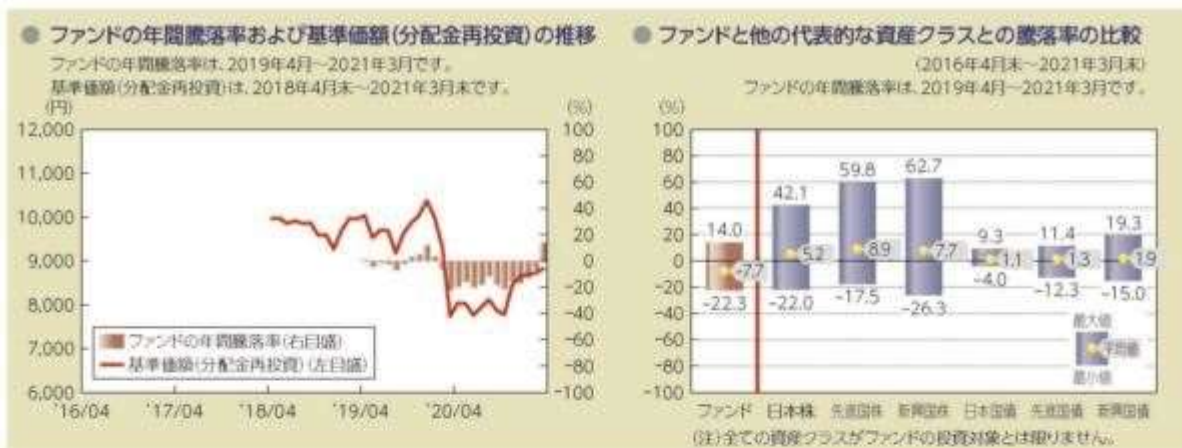 ● ファンドの年間騰落率および基準価額(分配金再投資)の推移
ファンドの年間騰落率は、2019年4月～2021年3月です。
基準価額(分配金再投資)は、2018年4月末～2021年3月末です。
(円)
(%)
12,000
11,000
10,000
9,000
8,000
7,000
6,000
100
80
60
40
20
0
-20
-40
-60
-80
-100
ファンドの年間騰落率(右目盛)
基準価額(分配金再投資)(左目盛)
'16/04 '17/04 '18/04 '19/04 '20/04
● ファンドと他の代表的な資産クラスとの騰落率の比較
(2016年4月末～2021年3月末)
ファンドの年間騰落率は、2019年4月～2021年3月です。
(%)
100
80
60
40
20
0
-20
-40
-60
-80
-100
14.0 42.1 59.8 62.7 9.3 11.4 19.3
-7.7 5.2 8.9 7.7 1.1 1.3 1.9
-22.3 -22.0 -17.5 -26.3 -4.0 -12.3 -15.0
最大値
平均値
最小値
ファンド 日本株 先進国株 新興国株 日本国債 先進国債 新興国債
(注)全ての資産クラスがファンドの投資対象とは限りません。